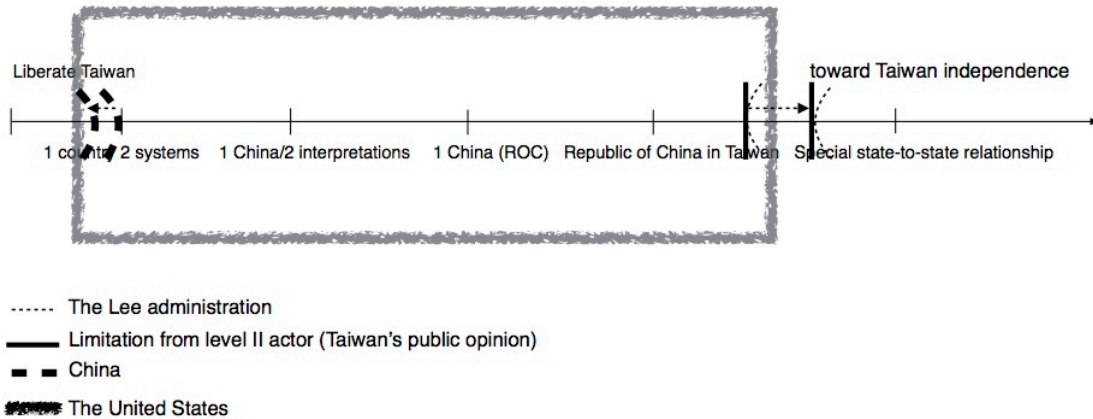 Liberate Taiwan
toward Taiwan independence
1 country 2 systems
1 China/2 interpretations
1 China (ROC)
Republic of China in Taiwan
Special state-to-state relationship
The Lee administration
Limitation from level II actor (Taiwan's public opinion)
China
The United States